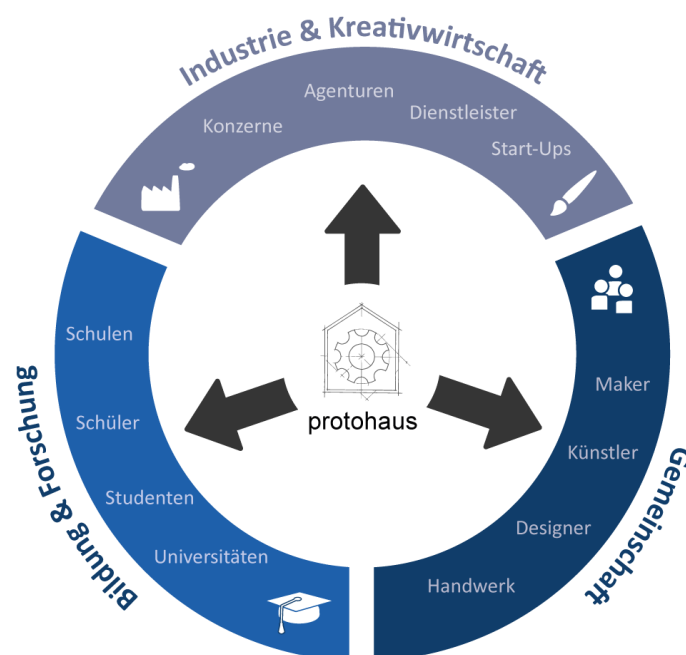 Industrie & Kreativwirtschaft
Agenturen
Dienstleister
Konzerne
Start-Ups
Schulen
Schüler
Studenten
Universitäten
Bildung & Forschung
protohaus
Maker
Künstler
Designer
Handwerk
Gemeinschaft